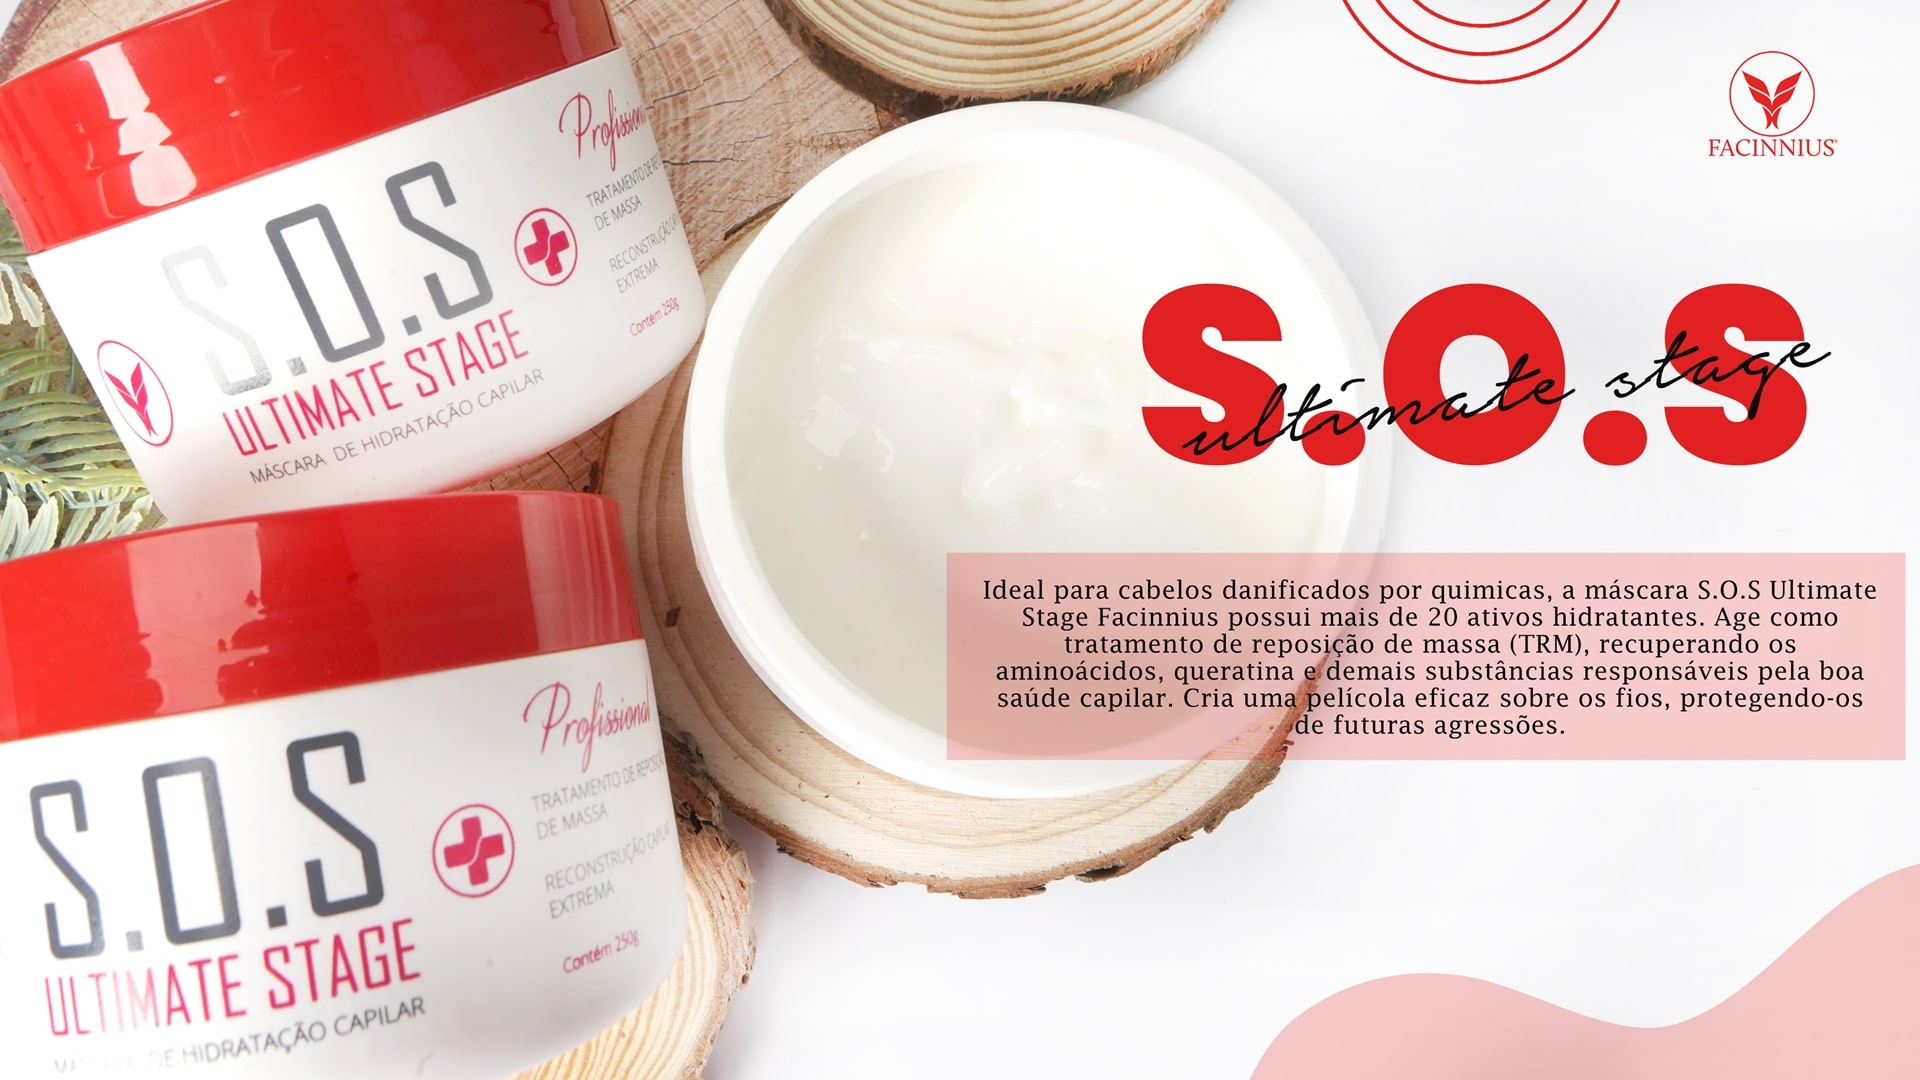 Profissional
TRATAMENTO DE
DE MASSA
RECONSTRUÇÃO
EXTREMA
Contém 250g
S.O.S
ULTIMATE STAGE
MÁSCARA DE HIDRATAÇÃO CAPILAR
FACINNIUS
S.O.S
ultimate stage
Ideal para cabelos danificados por quimicas, a máscara S.O.S Ultimate
Stage Facinnius possui mais de 20 ativos hidratantes. Age como
tratamento de reposição de massa (TRM), recuperando os
aminoácidos, queratina e demais substâncias responsáveis pela boa
saúde capilar. Cria uma película eficaz sobre os fios, protegendo-os
de futuras agressões.
Profissional
TRATAMENTO DE REPOSIÇÃO
DE MASSA
RECONSTRUÇÃO CAPILAR
EXTREMA
Contém 250g
S.O.S
ULTIMATE STAGE
MÁSCARA DE HIDRATAÇÃO CAPILAR